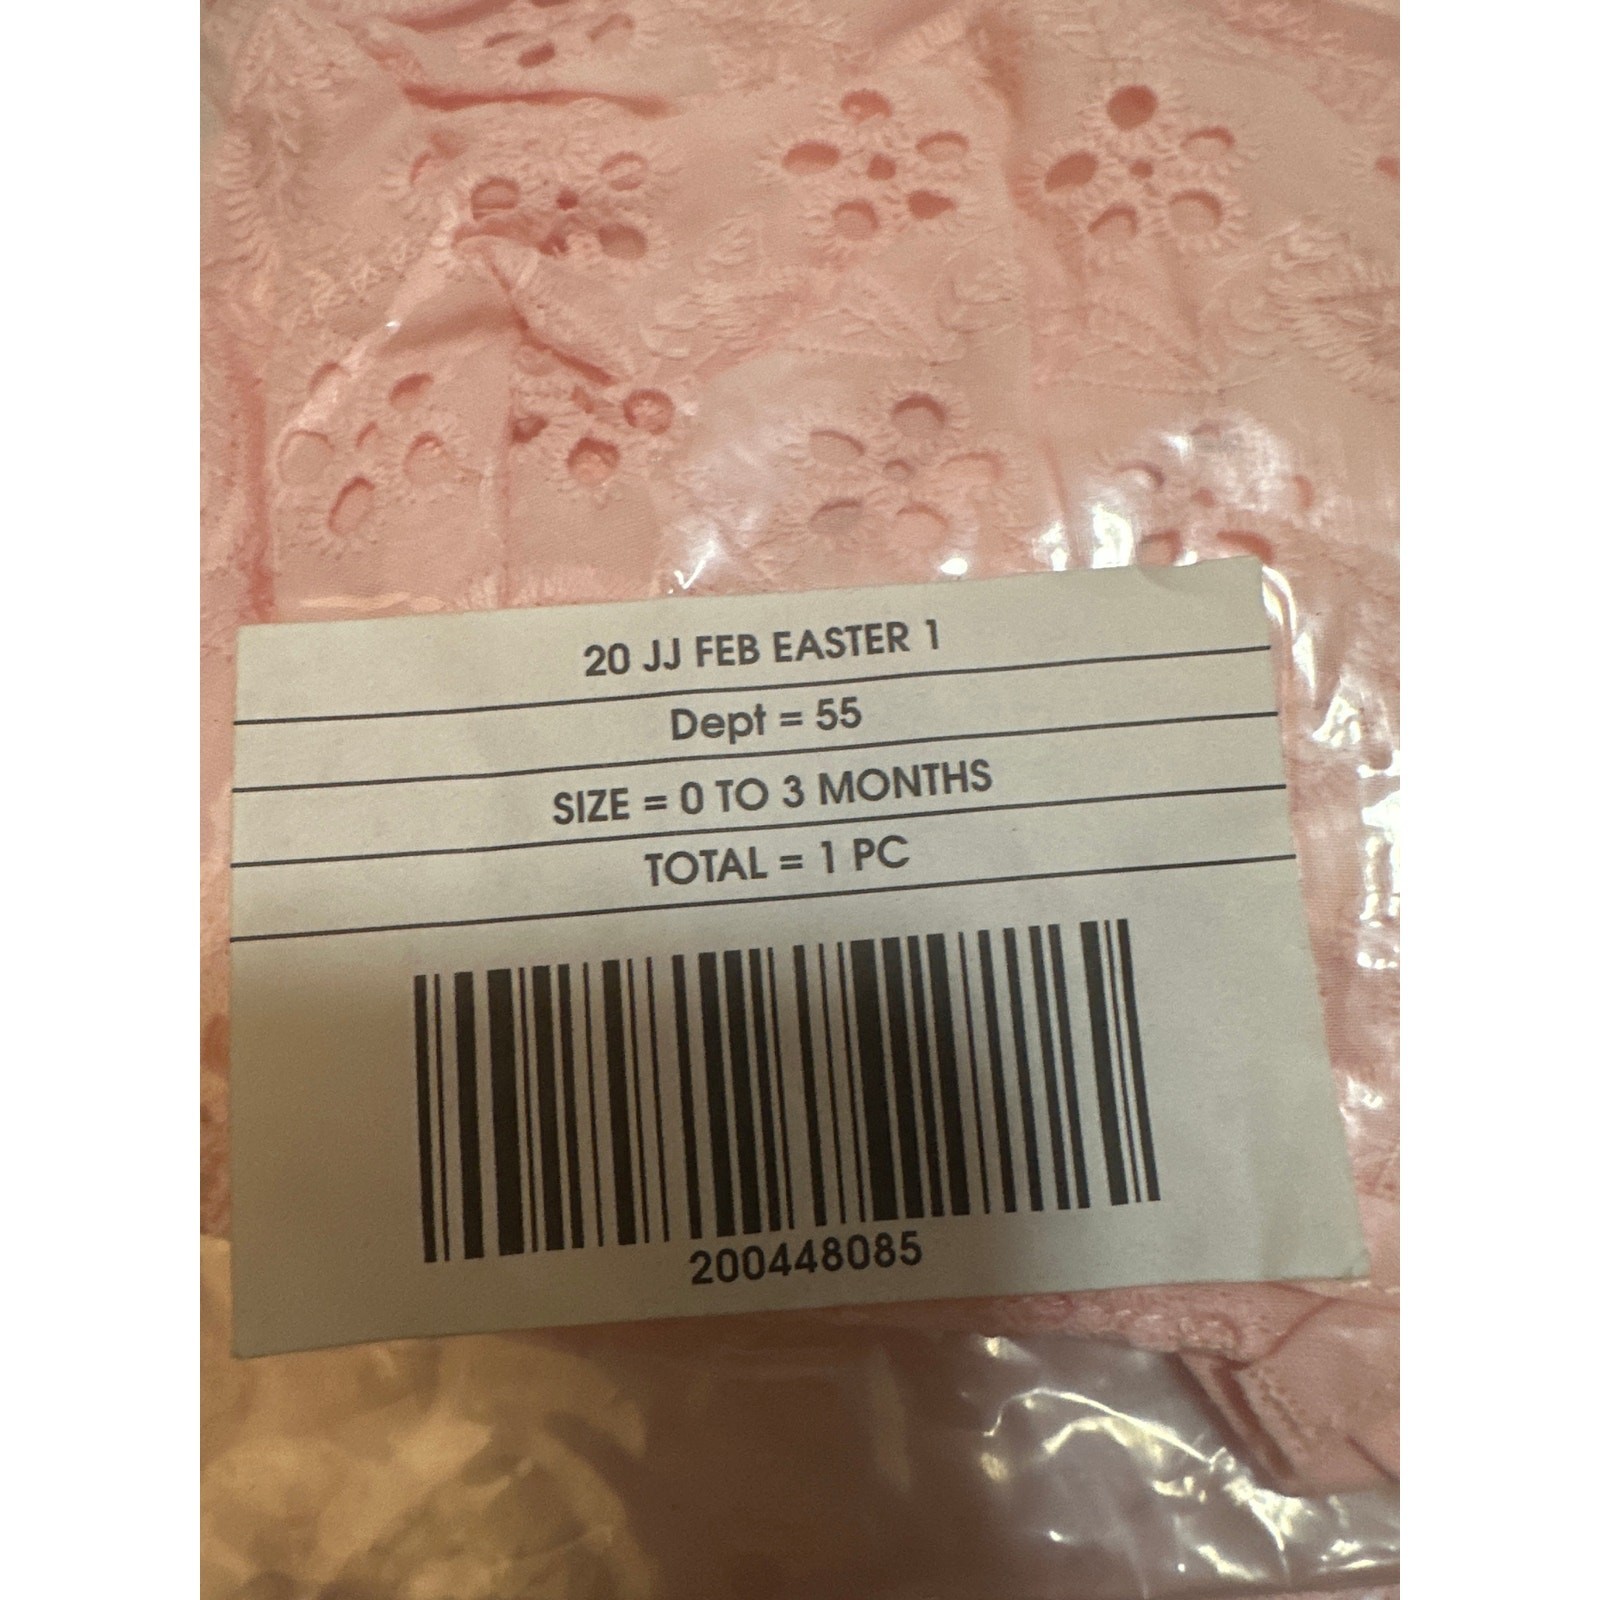 20 JJ FEB EASTER 1
Dept = 55
SIZE = 0 TO 3 MONTHS
TOTAL = 1 PC
200448085